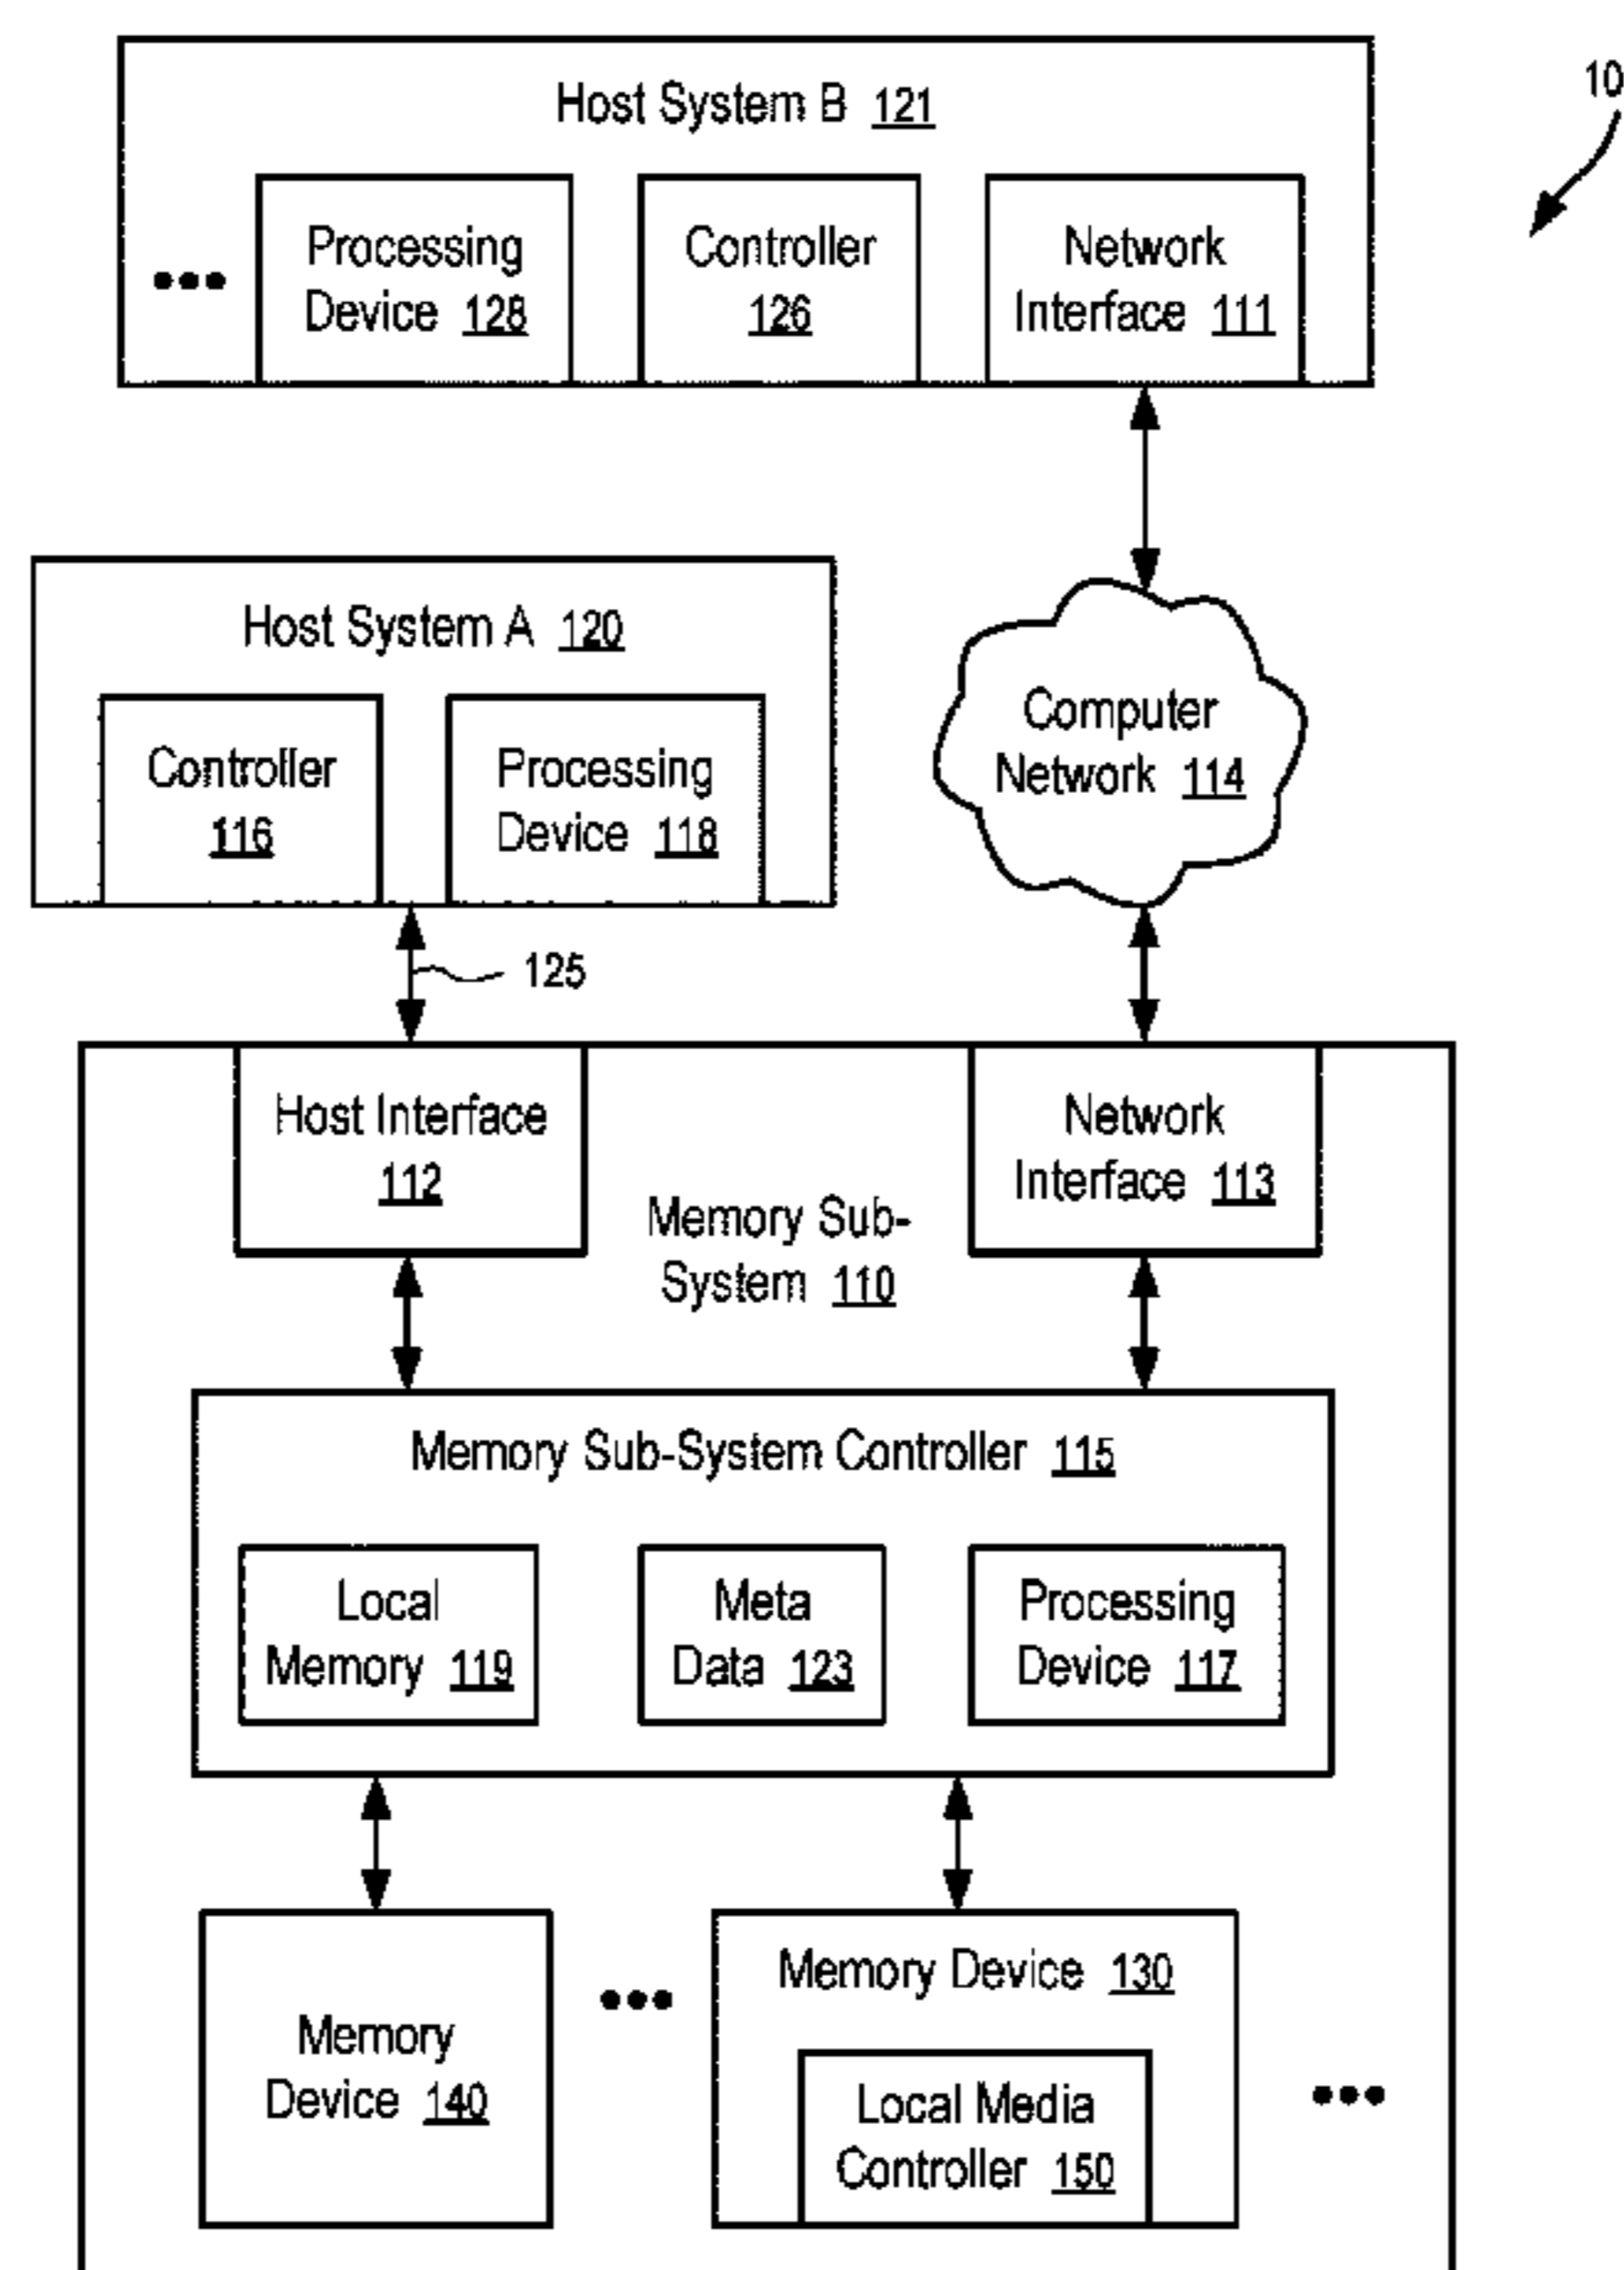 10
Host System B 121
Processing
Device 128
Controller
126
Network
Interface 111
Host System A 120
Controller
116
Processing
Device 118
Computer
Network 114
125
Host Interface
112
Network
Interface 113
Memory Sub-
System 110
Memory Sub-System Controller 115
Local
Memory 119
Meta
Data 123
Processing
Device 117
Memory
Device 140
Memory Device 130
Local Media
Controller 150